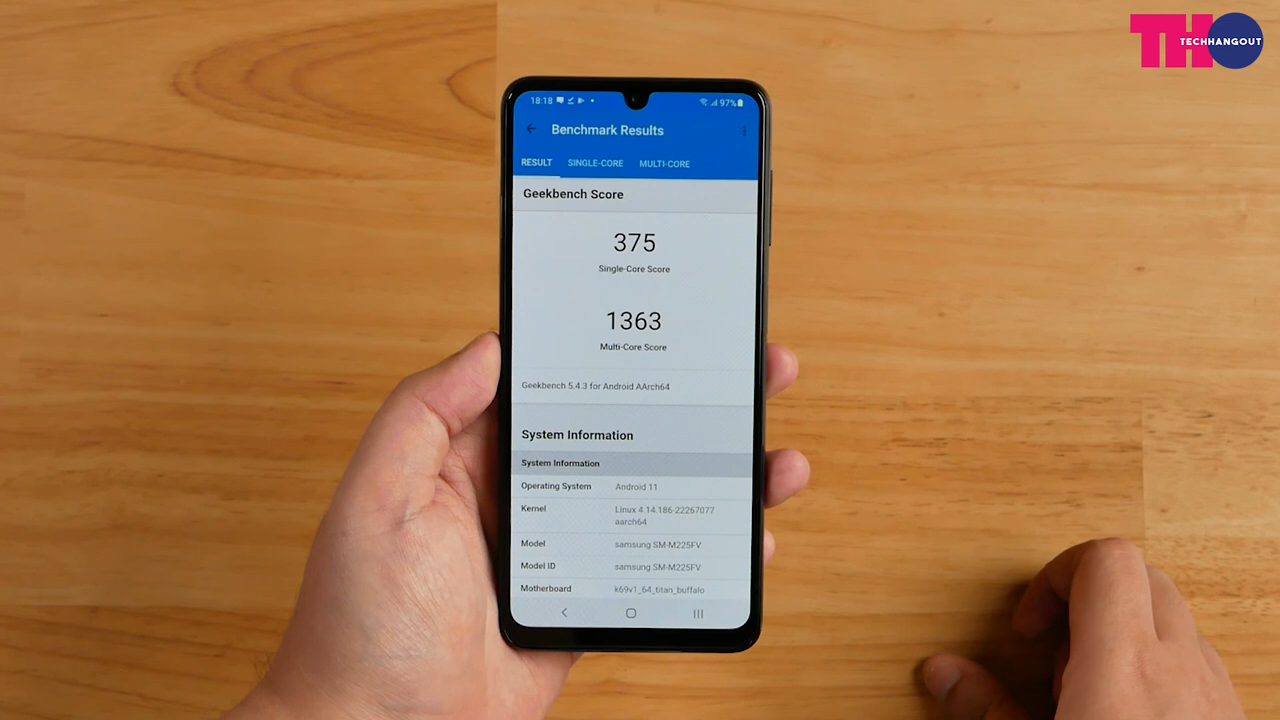 TH
TECHHANGOUT
18:18 97%
Benchmark Results
RESULT SINGLE-CORE MULTI-CORE
Geekbench Score
375
Single-Core Score
1363
Multi-Core Score
Geekbench 5.4.3 for Android AArch64
System Information
System Information
Operating System Android 11
Kernel Linux 4.14.186-22267077
aarch64
Model samsung SM-M225FV
Model ID samsung SM-M225FV
Motherboard k69v1_64_titan_buffalo